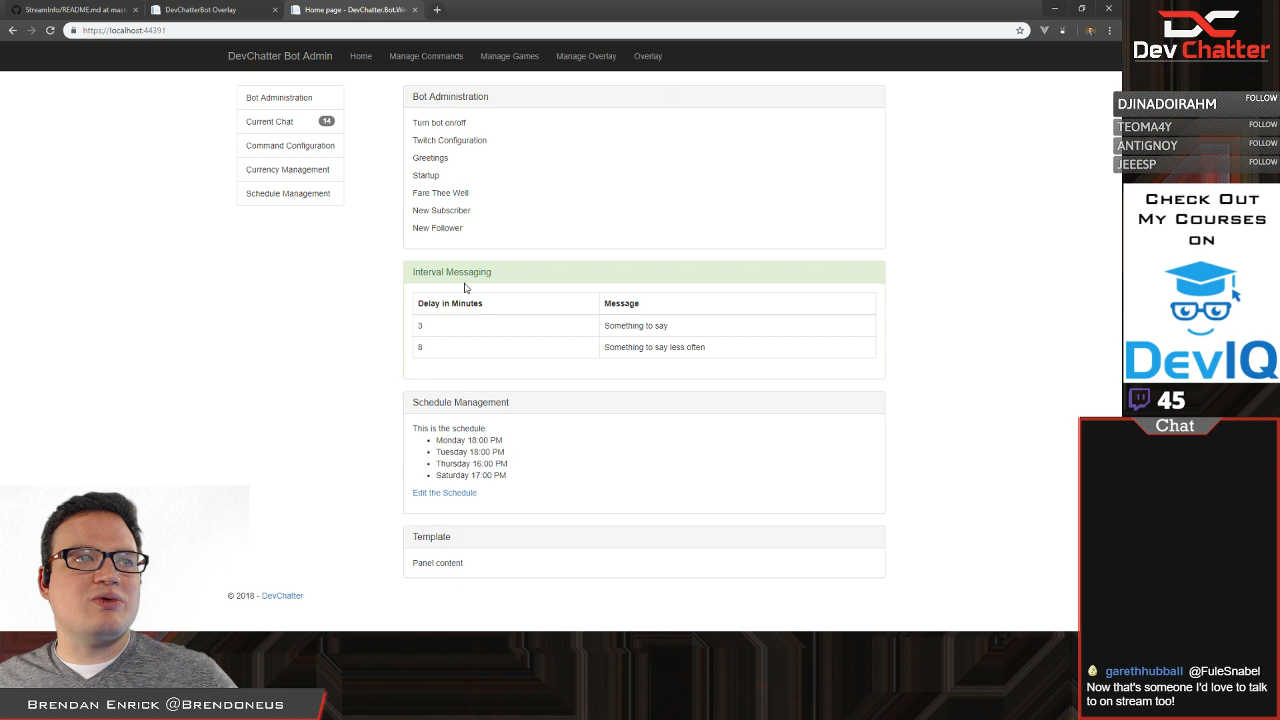 StreamInfo/README.md at mast
DevChatterBot Overlay
Home page - DevChatter.Bot.We
https://localhost:44391
DevChatter Bot Admin
Home
Manage Commands
Manage Games
Manage Overlay
Overlay
Bot Administration
Current Chat
14
Command Configuration
Currency Management
Schedule Management
Bot Administration
Turn bot on/off
Twitch Configuration
Greetings
Startup
Fare Thee Well
New Subscriber
New Follower
Interval Messaging
Delay in Minutes
Message
3
Something to say
8
Something to say less often
Schedule Management
This is the schedule:
Monday 18:00 PM
Tuesday 18:00 PM
Thursday 16:00 PM
Saturday 17:00 PM
Edit the Schedule
Template
Panel content
© 2018 - DevChatter
Dev Chatter
DJINADOIRAHM
FOLLOW
TEOMA4Y
FOLLOW
ANTIGNOY
FOLLOW
JEEESP
FOLLOW
CHECK OUT
MY COURSES
ON
DevIQ
45
Chat
garethhubball @FuleSnabel
Now that's someone I'd love to talk
to on stream too!
BRENDAN ENRICK @BRENDONEUS